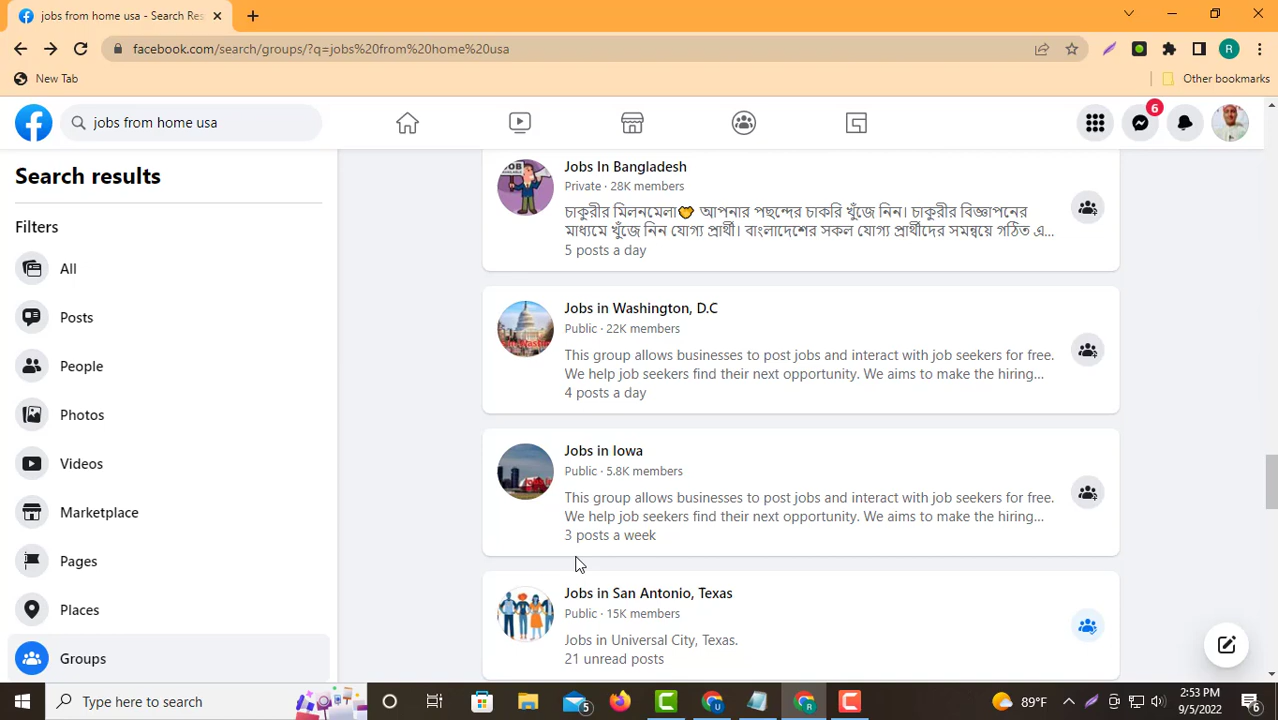 jobs from home usa - Search Res
facebook.com/search/groups/?q=jobs%20from%20home%20usa
R
New Tab
Other bookmarks
jobs from home usa
6
Search results
Filters
All
Posts
People
Photos
Videos
Marketplace
Pages
Places
Groups
Jobs In Bangladesh
Private · 28K members
চাকুরীর মিলনমেলা🤝 আপনার পছন্দের চাকরি খুঁজে নিন। চাকুরীর বিজ্ঞাপনের
মাধ্যমে খুঁজে নিন যোগ্য প্রার্থী। বাংলাদেশের সকল যোগ্য প্রার্থীদের সমন্বয়ে গঠিত এ...
5 posts a day
Jobs in Washington, D.C
Public · 22K members
This group allows businesses to post jobs and interact with job seekers for free.
We help job seekers find their next opportunity. We aims to make the hiring...
4 posts a day
Jobs in Iowa
Public · 5.8K members
This group allows businesses to post jobs and interact with job seekers for free.
We help job seekers find their next opportunity. We aims to make the hiring...
3 posts a week
Jobs in San Antonio, Texas
Public · 15K members
Jobs in Universal City, Texas.
21 unread posts
Type here to search
5
89°F
2:53 PM
9/5/2022
6